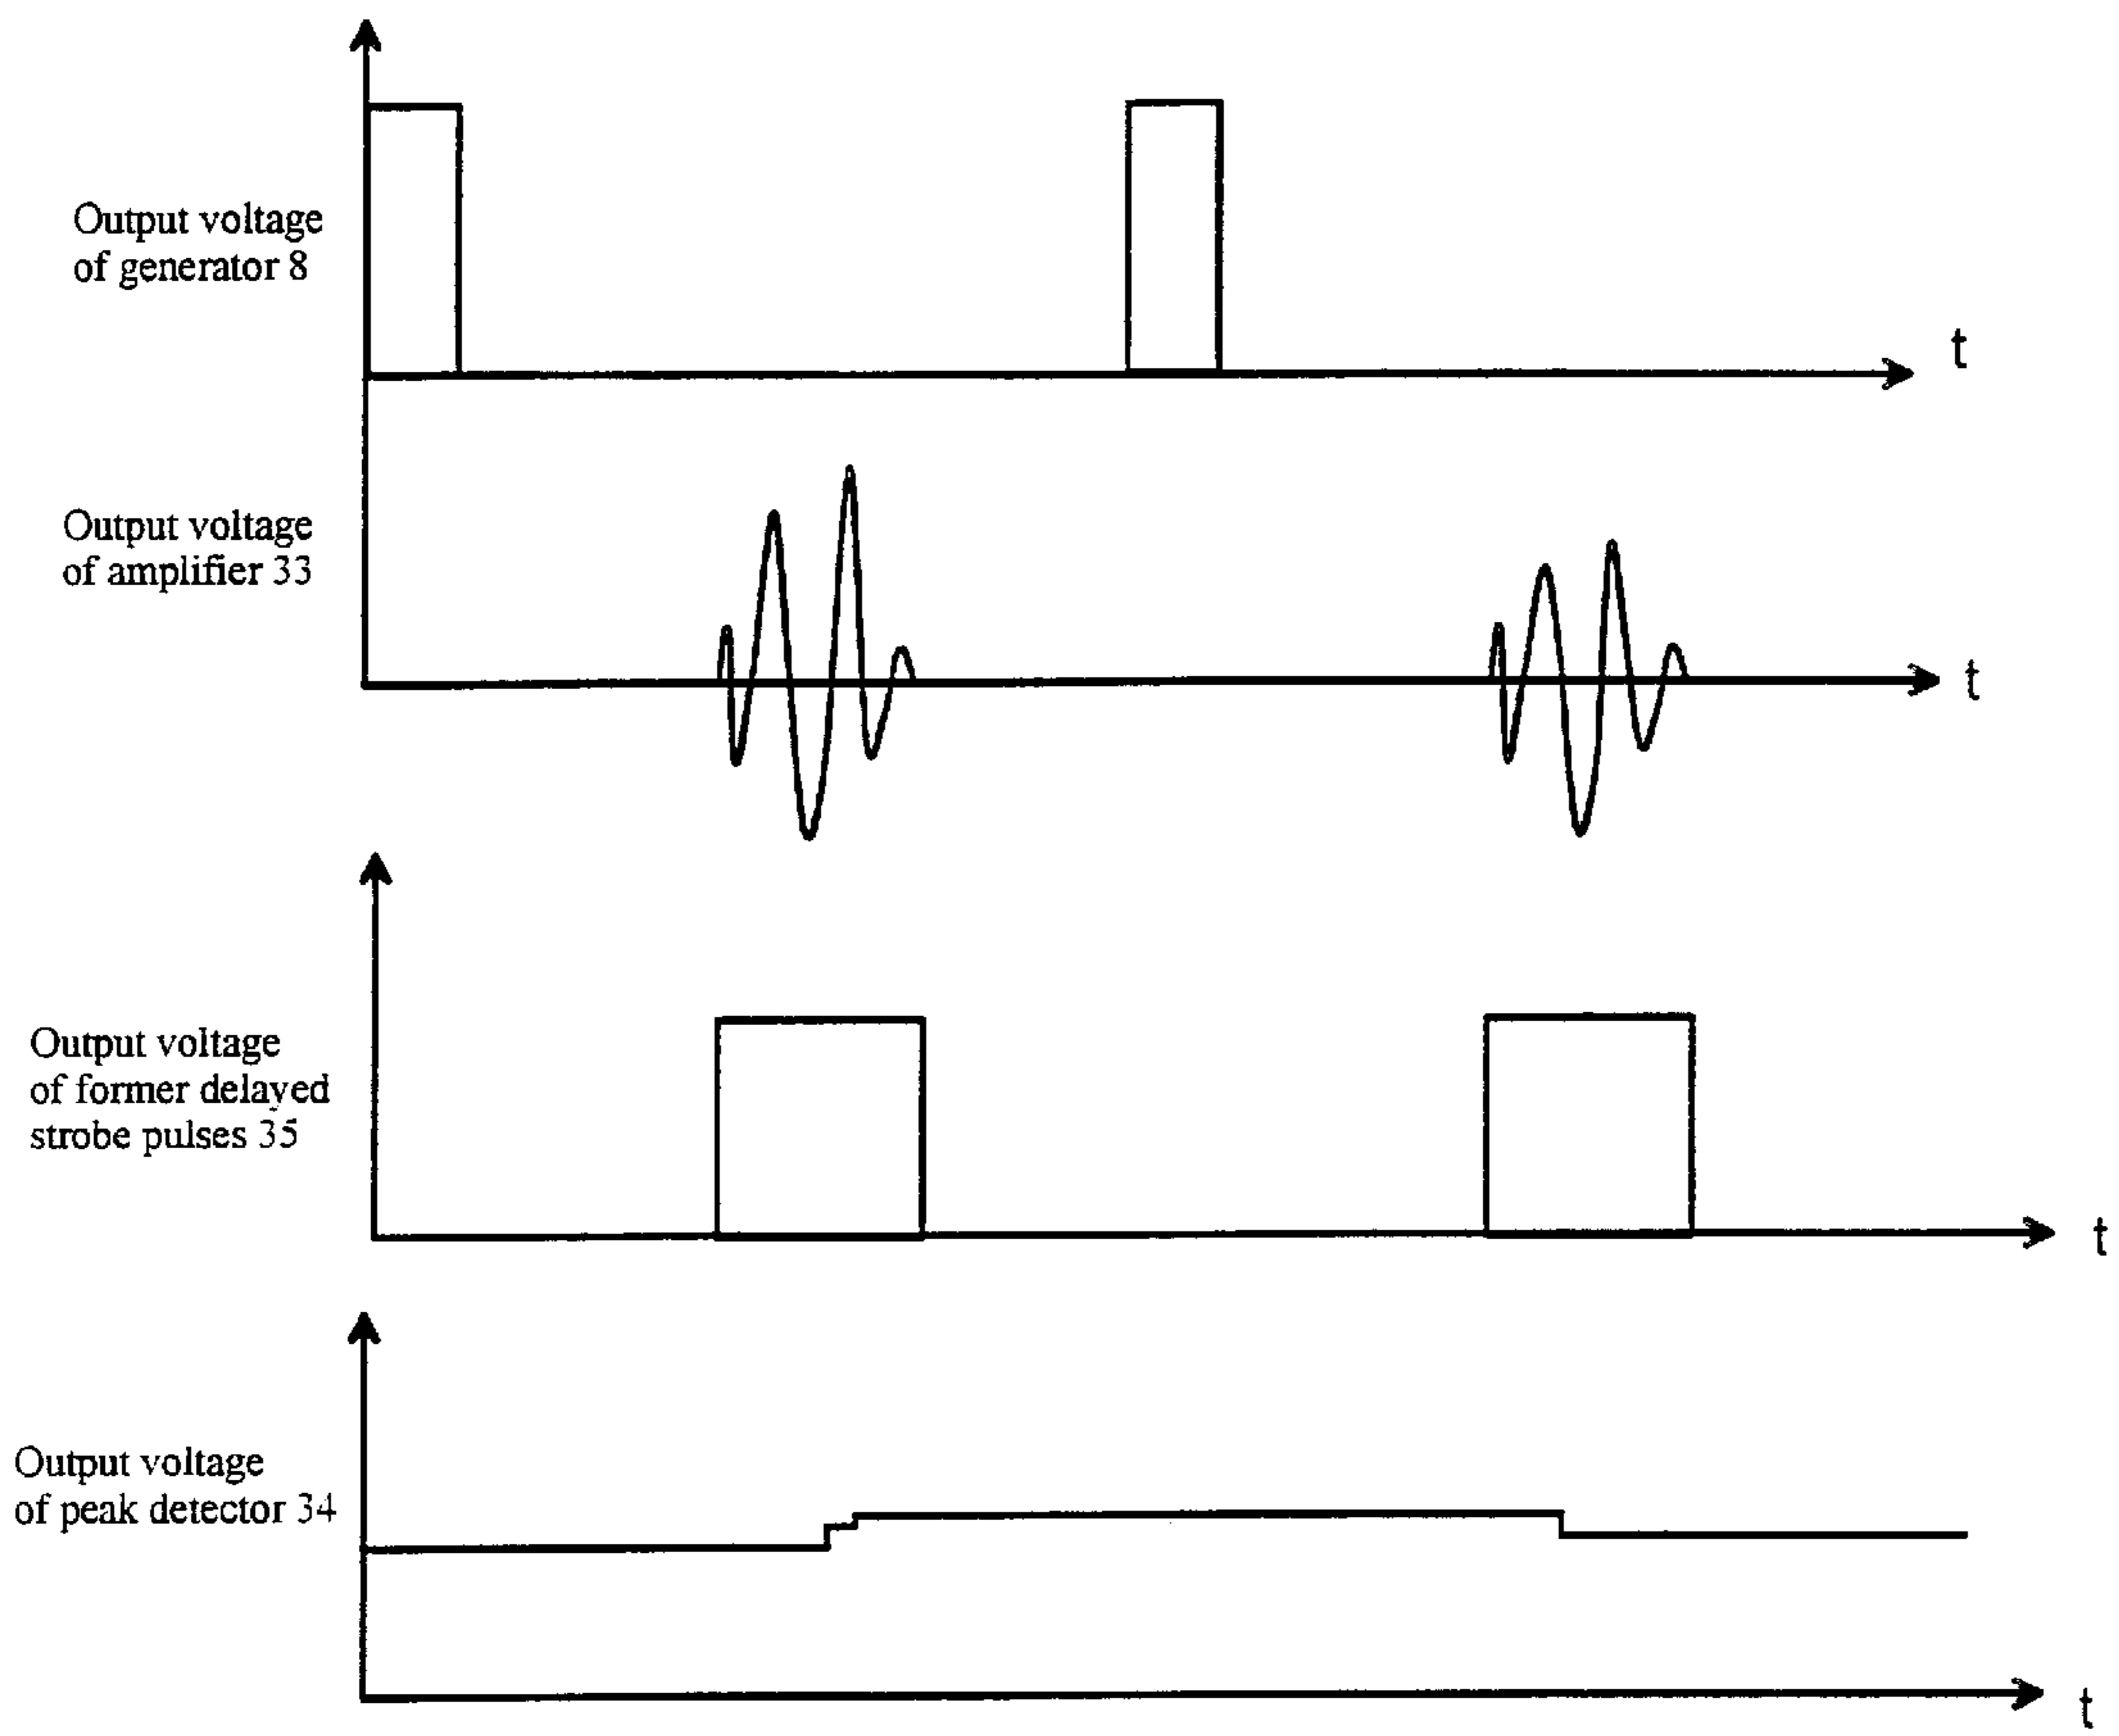 Output voltage
of generator 8
t
Output voltage
of amplifier 33
t
Output voltage
of former delayed
strobe pulses 35
t
Output voltage
of peak detector 34
t